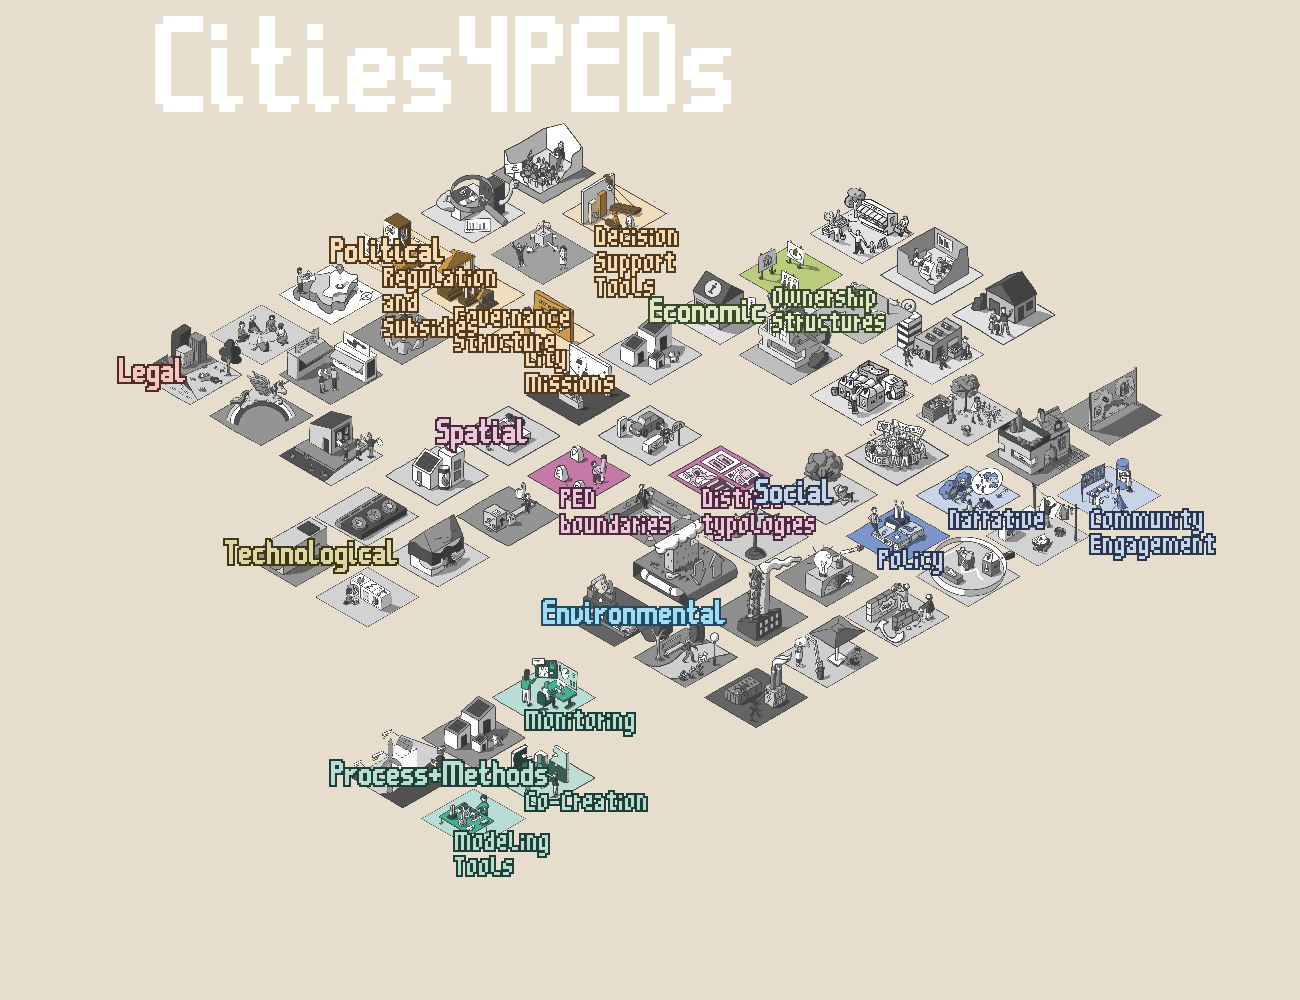 Cities4PEDs
Political
Decision
Support
Tools
Regulation
and
Subsidies
Governance
Structure
City
Missions
Economic
Ownership
Structures
Legal
Spatial
PED
boundaries
District
typologies
Social
Narrative
Community
Engagement
Policy
Technological
Environmental
Monitoring
Process+Methods
Co-Creation
Modeling
Tools